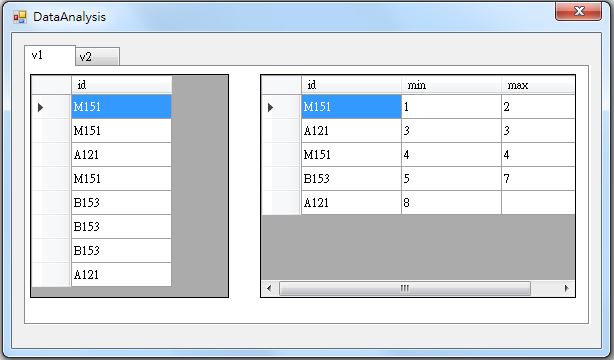 DataAnalysis
v1 v2
id
M151
M151
A121
M151
B153
B153
B153
A121
id min max
M151 1 2
A121 3 3
M151 4 4
B153 5 7
A121 8